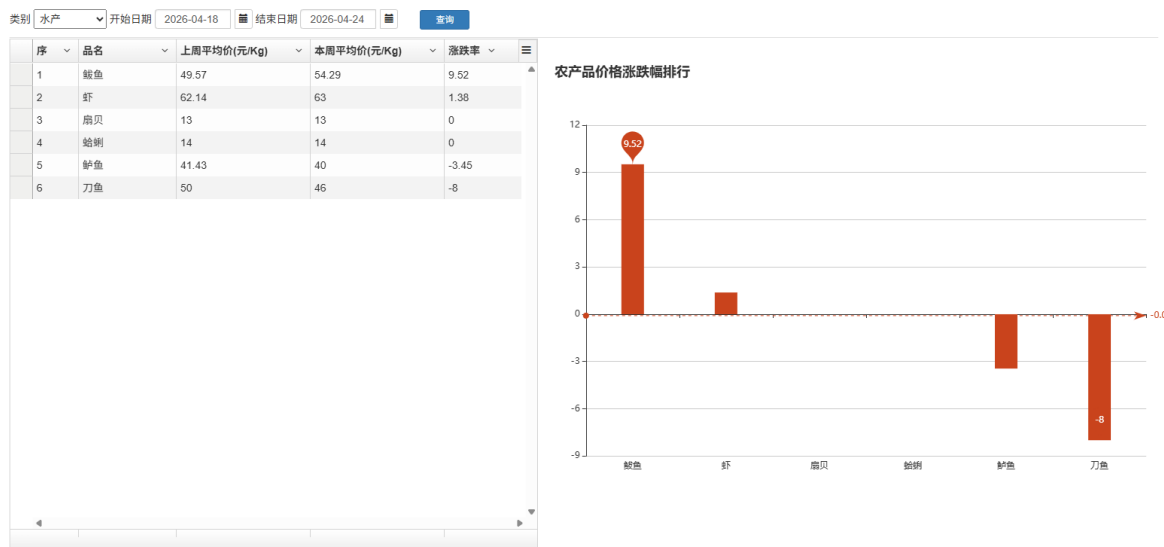 类别 水产 开始日期 2026-04-18 结束日期 2026-04-24 查询
序 品名 上周平均价(元/Kg) 本周平均价(元/Kg) 涨跌率
1 鲅鱼 49.57 54.29 9.52
2 虾 62.14 63 1.38
3 扇贝 13 13 0
4 蛤蜊 14 14 0
5 鲈鱼 41.43 40 -3.45
6 刀鱼 50 46 -8
农产品价格涨跌幅排行
12
9.52
9
6
3
0
-0.0
-3
-6
-8
-9
鲅鱼 虾 扇贝 蛤蜊 鲈鱼 刀鱼